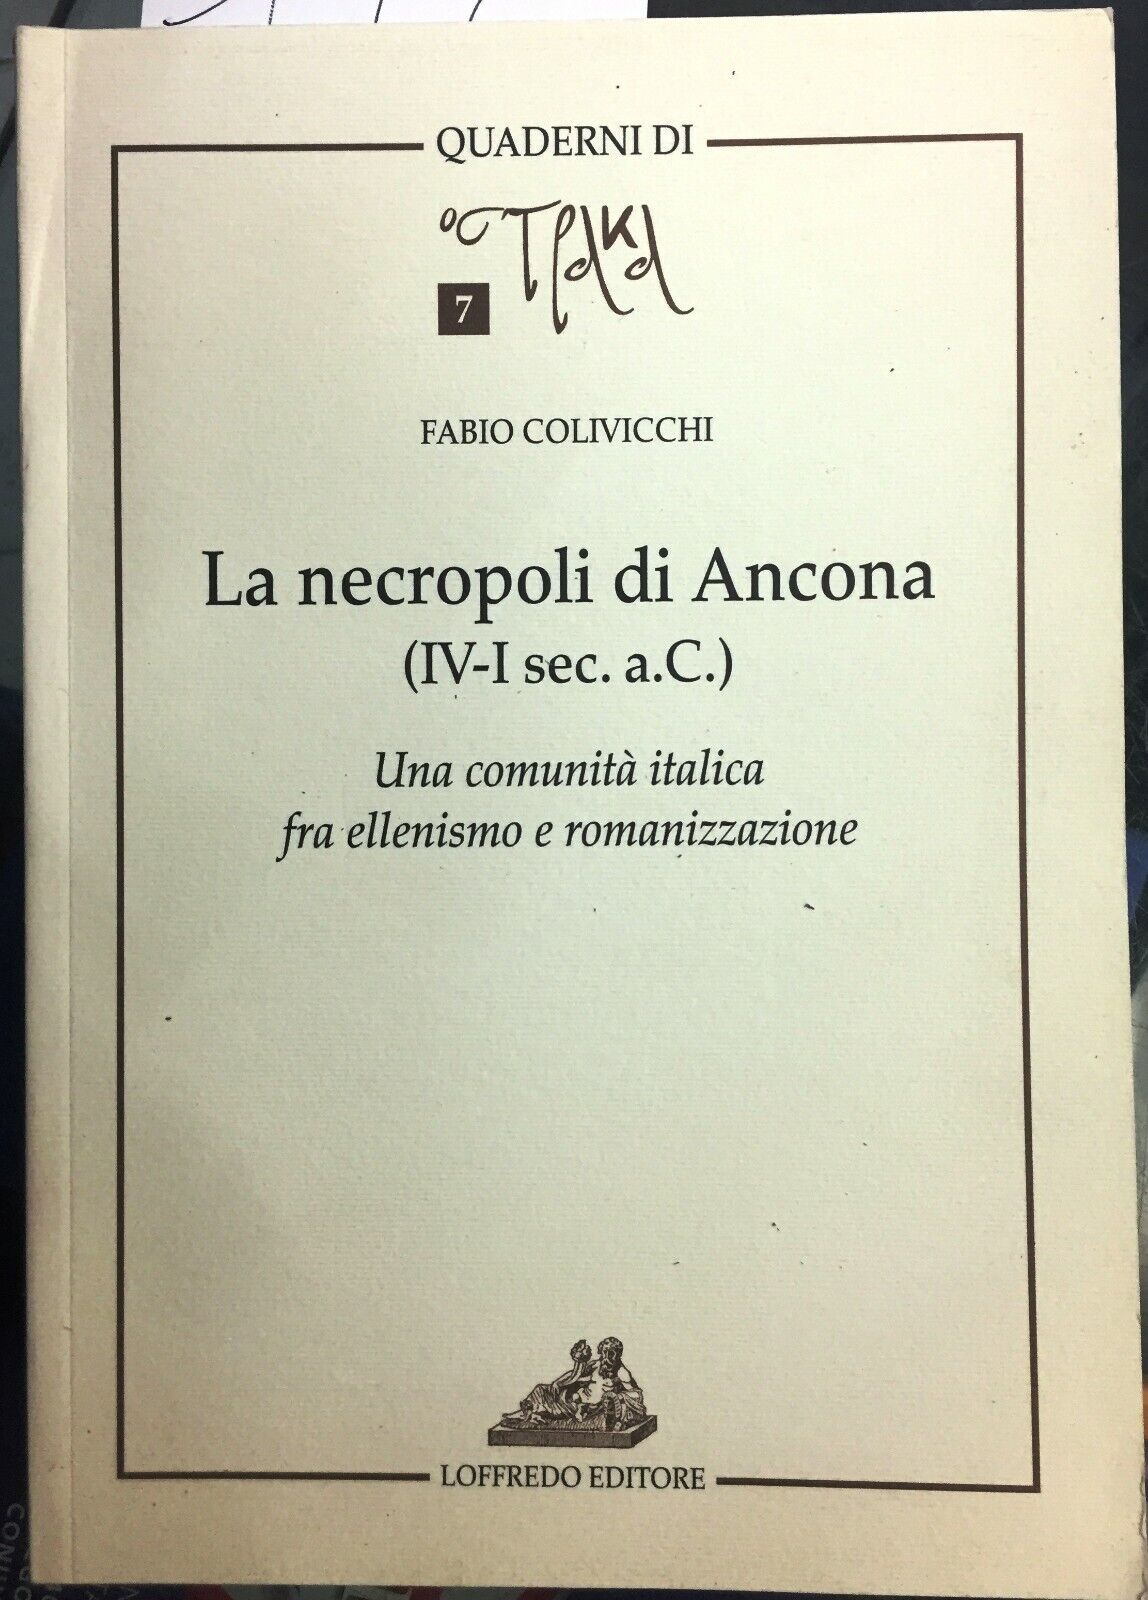 QUADERNI DI
οστρακα
7
FABIO COLIVICCHI
La necropoli di Ancona
(IV-I sec. a.C.)
Una comunità italica
fra ellenismo e romanizzazione
LOFFREDO EDITORE